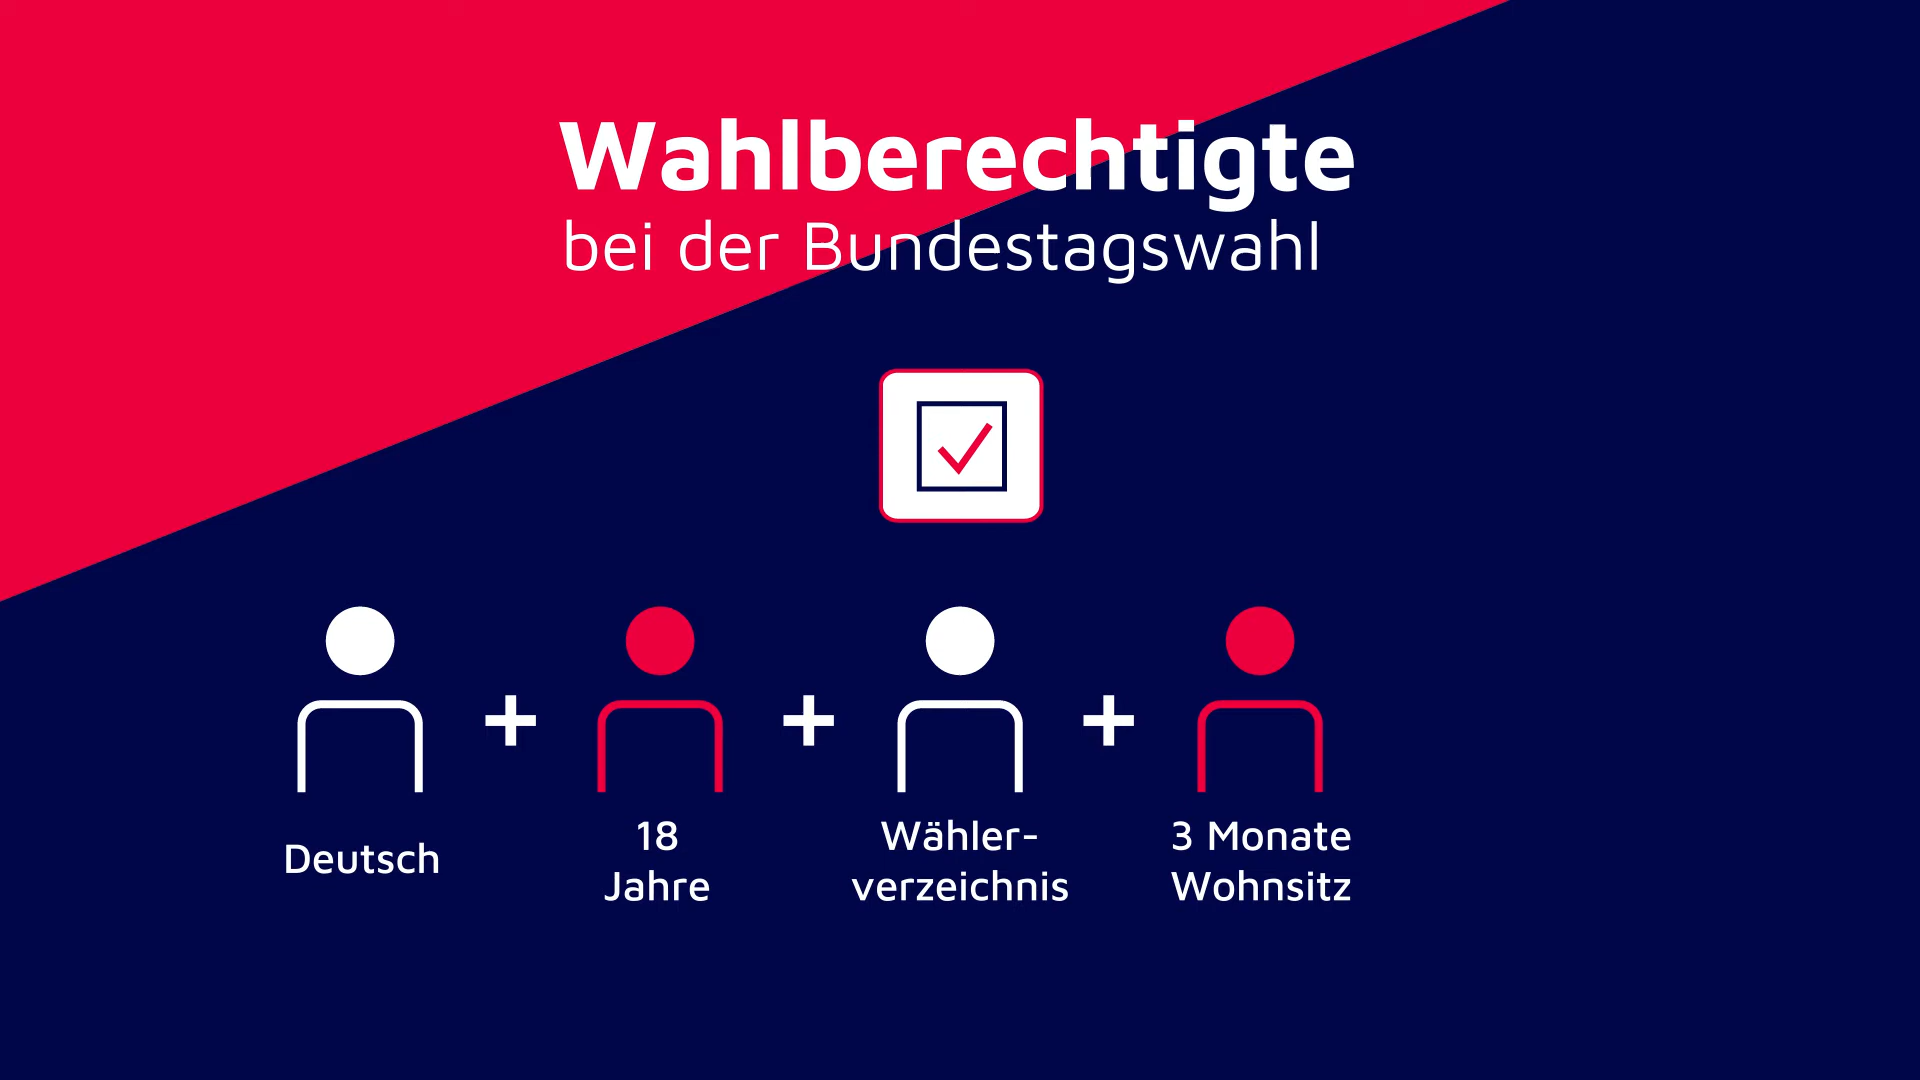 Wahlberechtigte
bei der Bundestagswahl
Deutsch
18
Jahre
Wähler-
verzeichnis
3 Monate
Wohnsitz